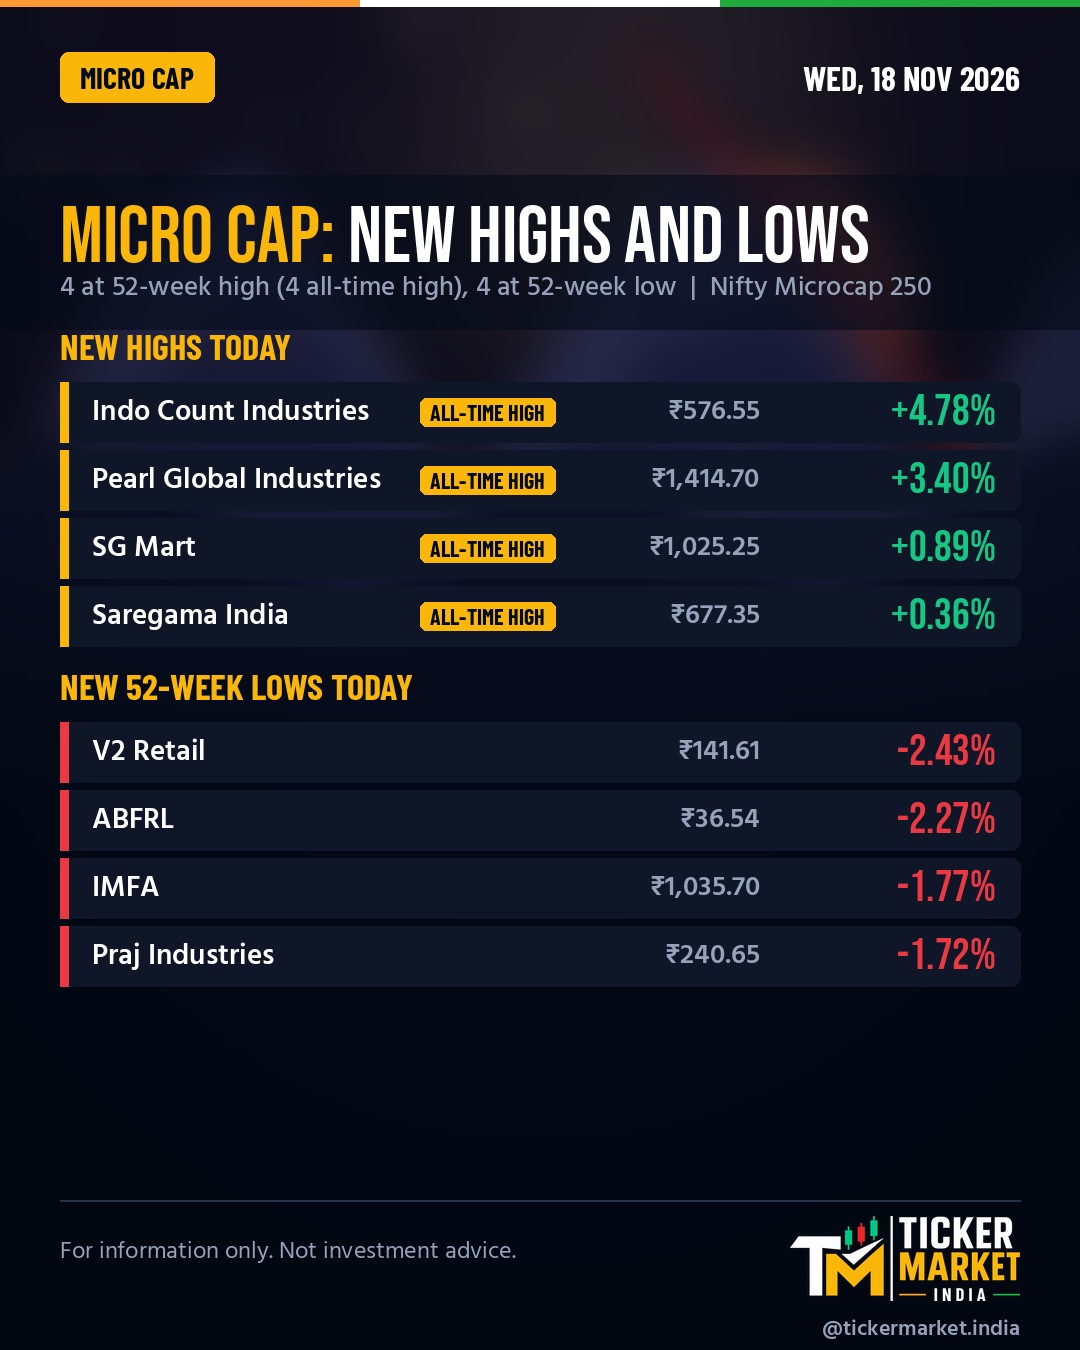 MICRO CAP
WED, 18 NOV 2026
MICRO CAP: NEW HIGHS AND LOWS
4 at 52-week high (4 all-time high), 4 at 52-week low | Nifty Microcap 250
NEW HIGHS TODAY
Indo Count Industries ALL-TIME HIGH ₹576.55 +4.78%
Pearl Global Industries ALL-TIME HIGH ₹1,414.70 +3.40%
SG Mart ALL-TIME HIGH ₹1,025.25 +0.89%
Saregama India ALL-TIME HIGH ₹677.35 +0.36%
NEW 52-WEEK LOWS TODAY
V2 Retail ₹141.61 -2.43%
ABFRL ₹36.54 -2.27%
IMFA ₹1,035.70 -1.77%
Praj Industries ₹240.65 -1.72%
For information only. Not investment advice.
TM TICKER
MARKET
INDIA
@tickermarket.india